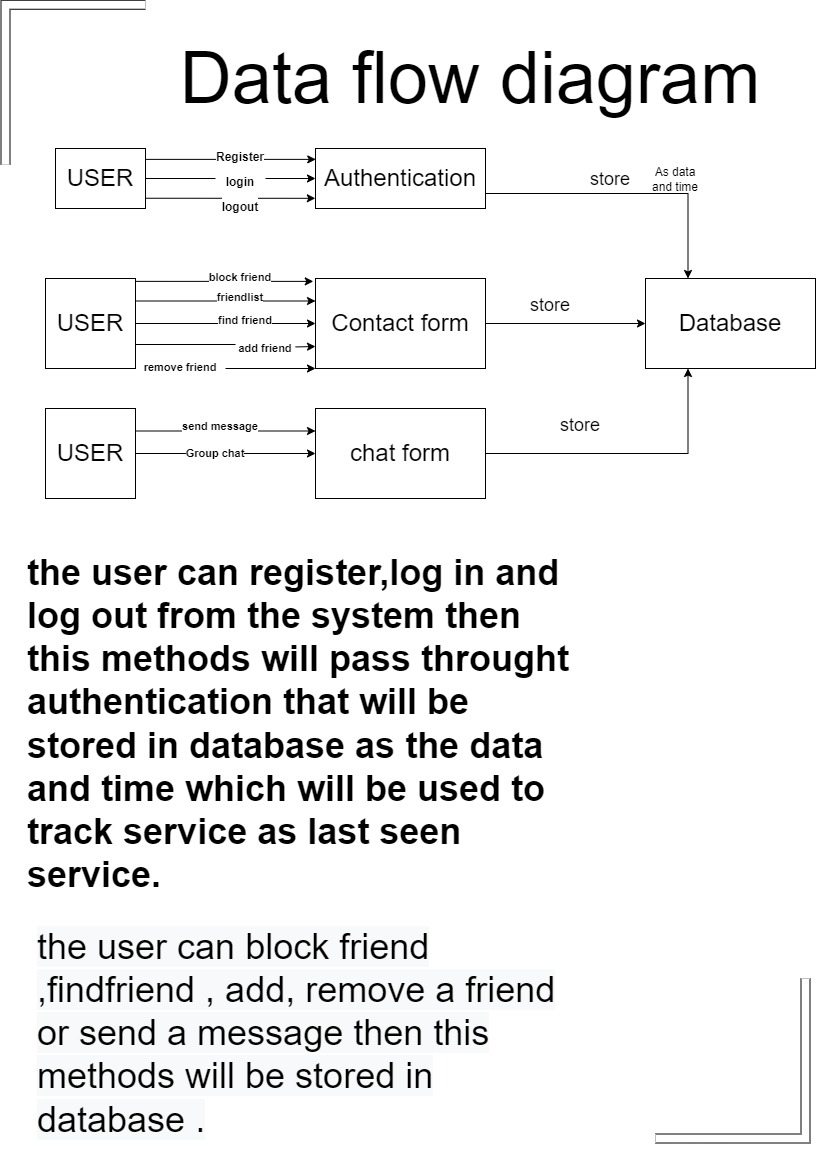 Data flow diagram
USER
Register
login
logout
Authentication
store
As data
and time
USER
block friend
friendlist
find friend
add friend
remove friend
Contact form
store
Database
USER
send message
Group chat
chat form
store
the user can register,log in and
log out from the system then
this methods will pass throught
authentication that will be
stored in database as the data
and time which will be used to
track service as last seen
service.
the user can block friend
,findfriend , add, remove a friend
or send a message then this
methods will be stored in
database .